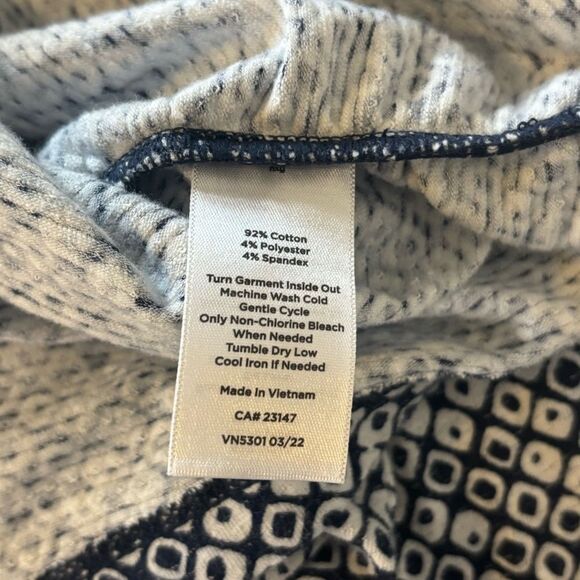 92% Cotton
4% Polyester
4% Spandex
Turn Garment Inside Out
Machine Wash Cold
Gentle Cycle
Only Non-Chlorine Bleach
When Needed
Tumble Dry Low
Cool Iron If Needed
Made In Vietnam
CA# 23147
VN5301 03/22